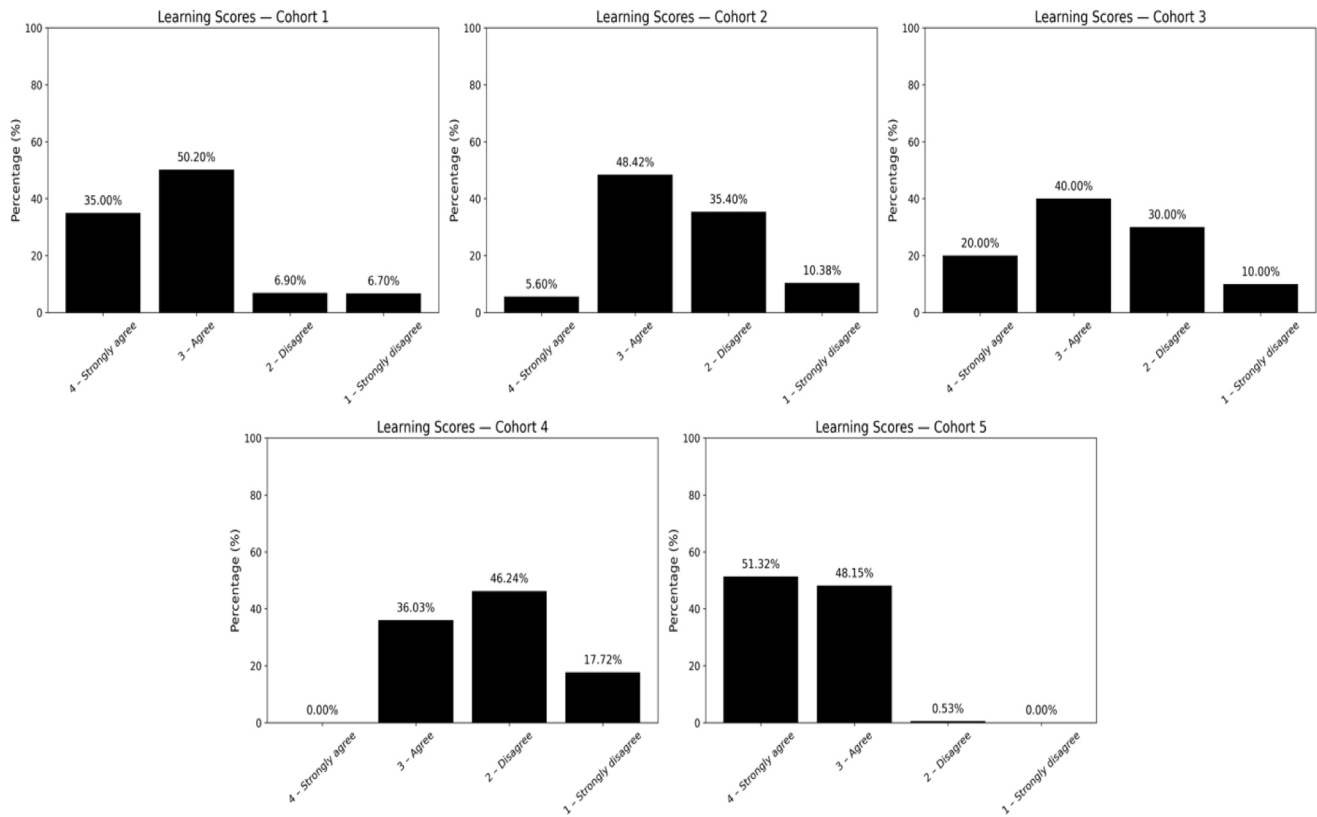 Learning Scores — Cohort 1
Percentage (%)
100
80
60
40
20
0
35.00%
50.20%
6.90%
6.70%
4 – Strongly agree
3 – Agree
2 – Disagree
1 – Strongly disagree
Learning Scores — Cohort 2
Percentage (%)
100
80
60
40
20
0
5.60%
48.42%
35.40%
10.38%
4 – Strongly agree
3 – Agree
2 – Disagree
1 – Strongly disagree
Learning Scores — Cohort 3
Percentage (%)
100
80
60
40
20
0
20.00%
40.00%
30.00%
10.00%
4 – Strongly agree
3 – Agree
2 – Disagree
1 – Strongly disagree
Learning Scores — Cohort 4
Percentage (%)
100
80
60
40
20
0
0.00%
36.03%
46.24%
17.72%
4 – Strongly agree
3 – Agree
2 – Disagree
1 – Strongly disagree
Learning Scores — Cohort 5
Percentage (%)
100
80
60
40
20
0
51.32%
48.15%
0.53%
0.00%
4 – Strongly agree
3 – Agree
2 – Disagree
1 – Strongly disagree